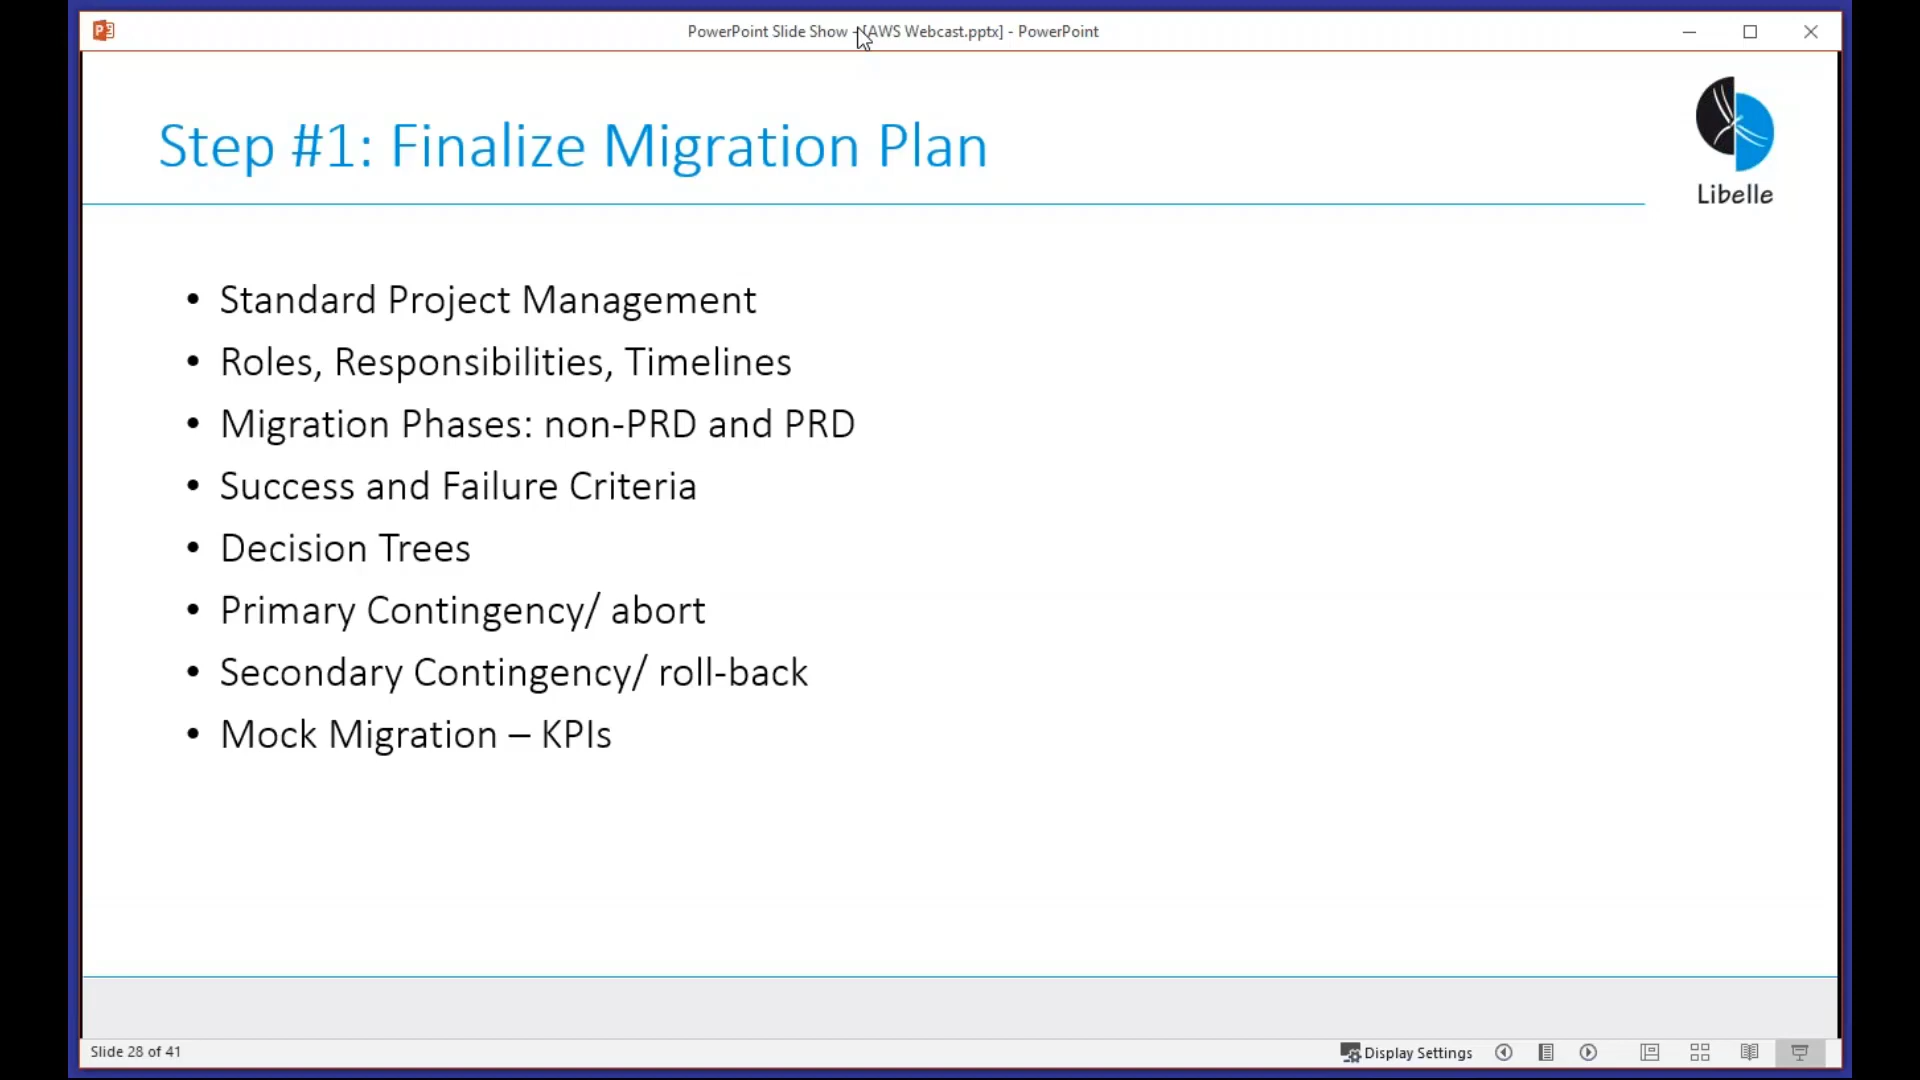 PowerPoint Slide Show - [AWS Webcast.pptx] - PowerPoint
Step #1: Finalize Migration Plan
Libelle
• Standard Project Management
• Roles, Responsibilities, Timelines
• Migration Phases: non-PRD and PRD
• Success and Failure Criteria
• Decision Trees
• Primary Contingency/ abort
• Secondary Contingency/ roll-back
• Mock Migration – KPIs
Slide 28 of 41
Display Settings